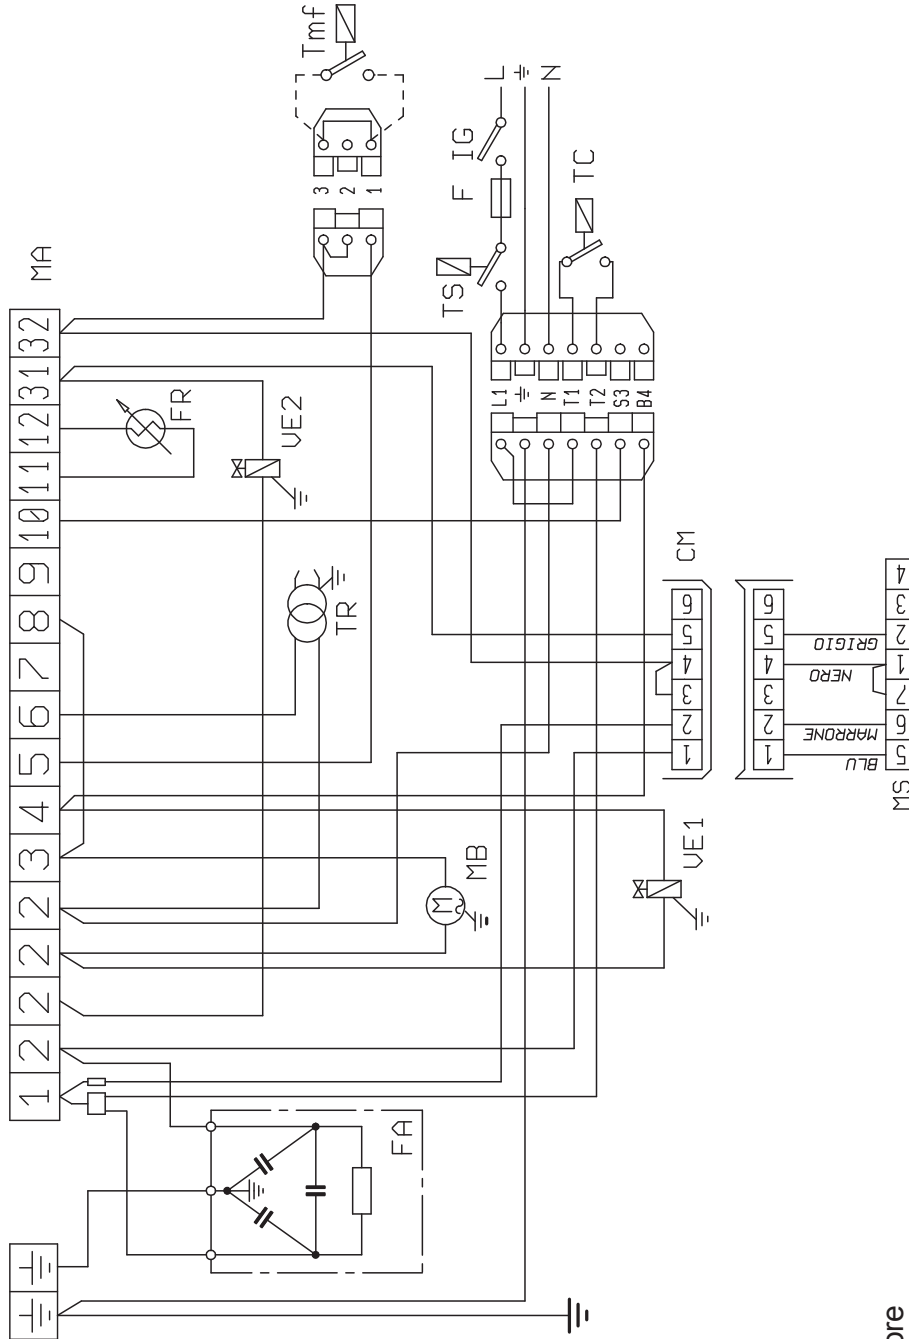 MA
1 2 2 2 2 3 4 5 6 7 8 9 10 11 12 31 32
Tmf
3
2
1
FR
VE2
TR
L
N
IG
F
TS
TC
L1
N
T1
T2
S3
B4
CM
1 2 3 4 5 6
1 2 3 4 5 6
GRIGIO
NERO
MARRONE
BLU
5 6 7 1 2 3 4
MS
MB
M
VE1
FA